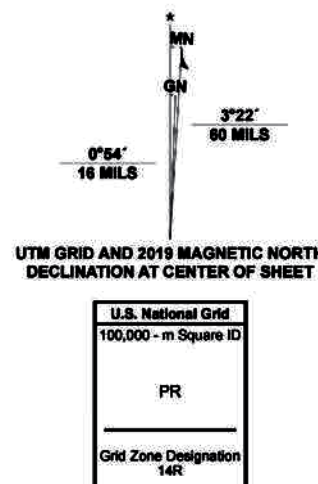 *
MN
GN
3°22´
60 MILS
0°54´
16 MILS
UTM GRID AND 2019 MAGNETIC NORTH
DECLINATION AT CENTER OF SHEET
U.S. National Grid
100,000 - m Square ID
PR
Grid Zone Designation
14R